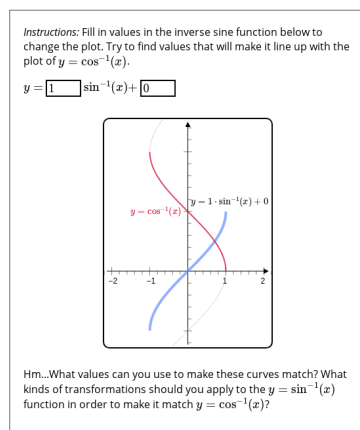 Instructions: Fill in values in the inverse sine function below to
change the plot. Try to find values that will make it line up with the
plot of y = cos⁻¹(x).
y = 1 sin⁻¹(x)+ 0
y = 1 · sin⁻¹(x) + 0
y = cos⁻¹(x)
-2 -1 1 2
Hm...What values can you use to make these curves match? What
kinds of transformations should you apply to the y = sin⁻¹(x)
function in order to make it match y = cos⁻¹(x)?